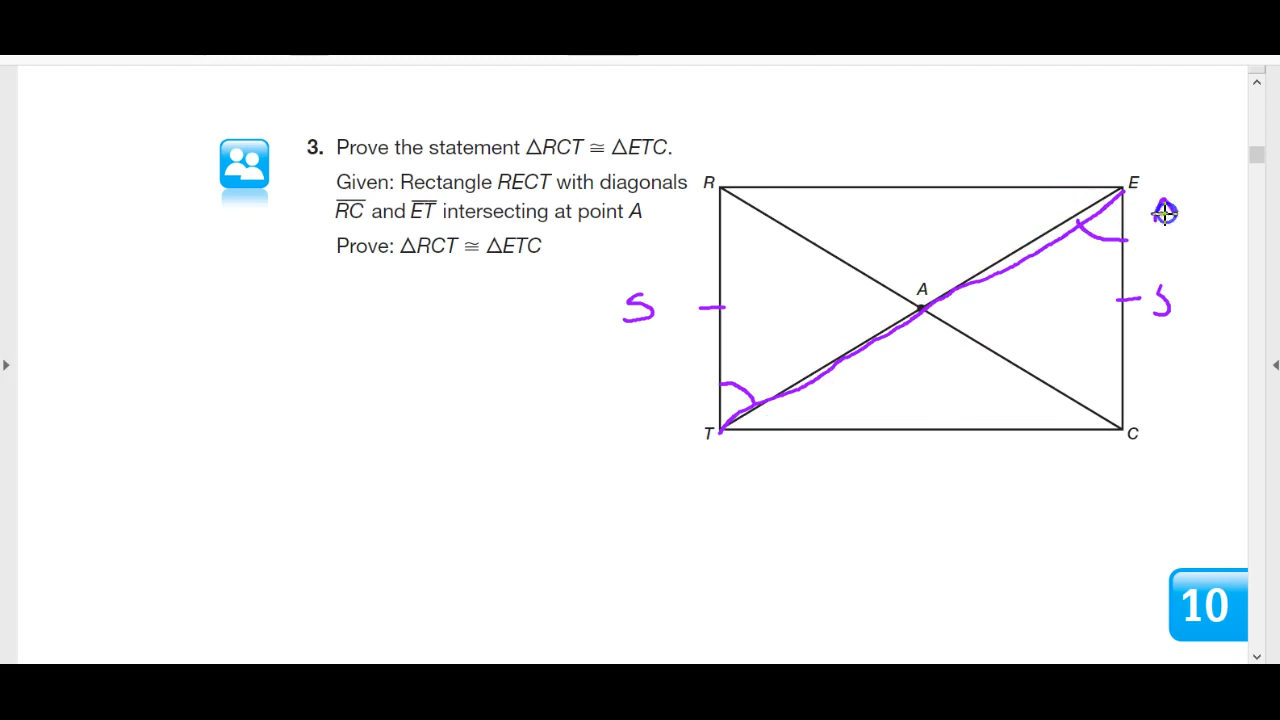 3. Prove the statement △RCT ≅ △ETC.
Given: Rectangle RECT with diagonals
RC and ET intersecting at point A
Prove: △RCT ≅ △ETC
R
E
A
S
A
S
T
C
10